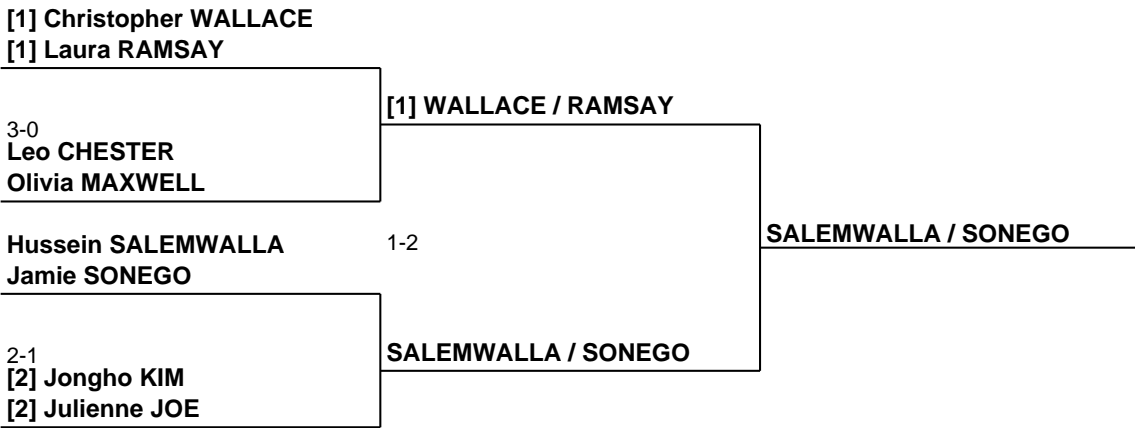 [1] Christopher WALLACE
[1] Laura RAMSAY
[1] WALLACE / RAMSAY
3-0
Leo CHESTER
Olivia MAXWELL
Hussein SALEMWALLA
Jamie SONEGO
1-2
SALEMWALLA / SONEGO
2-1
SALEMWALLA / SONEGO
[2] Jongho KIM
[2] Julienne JOE